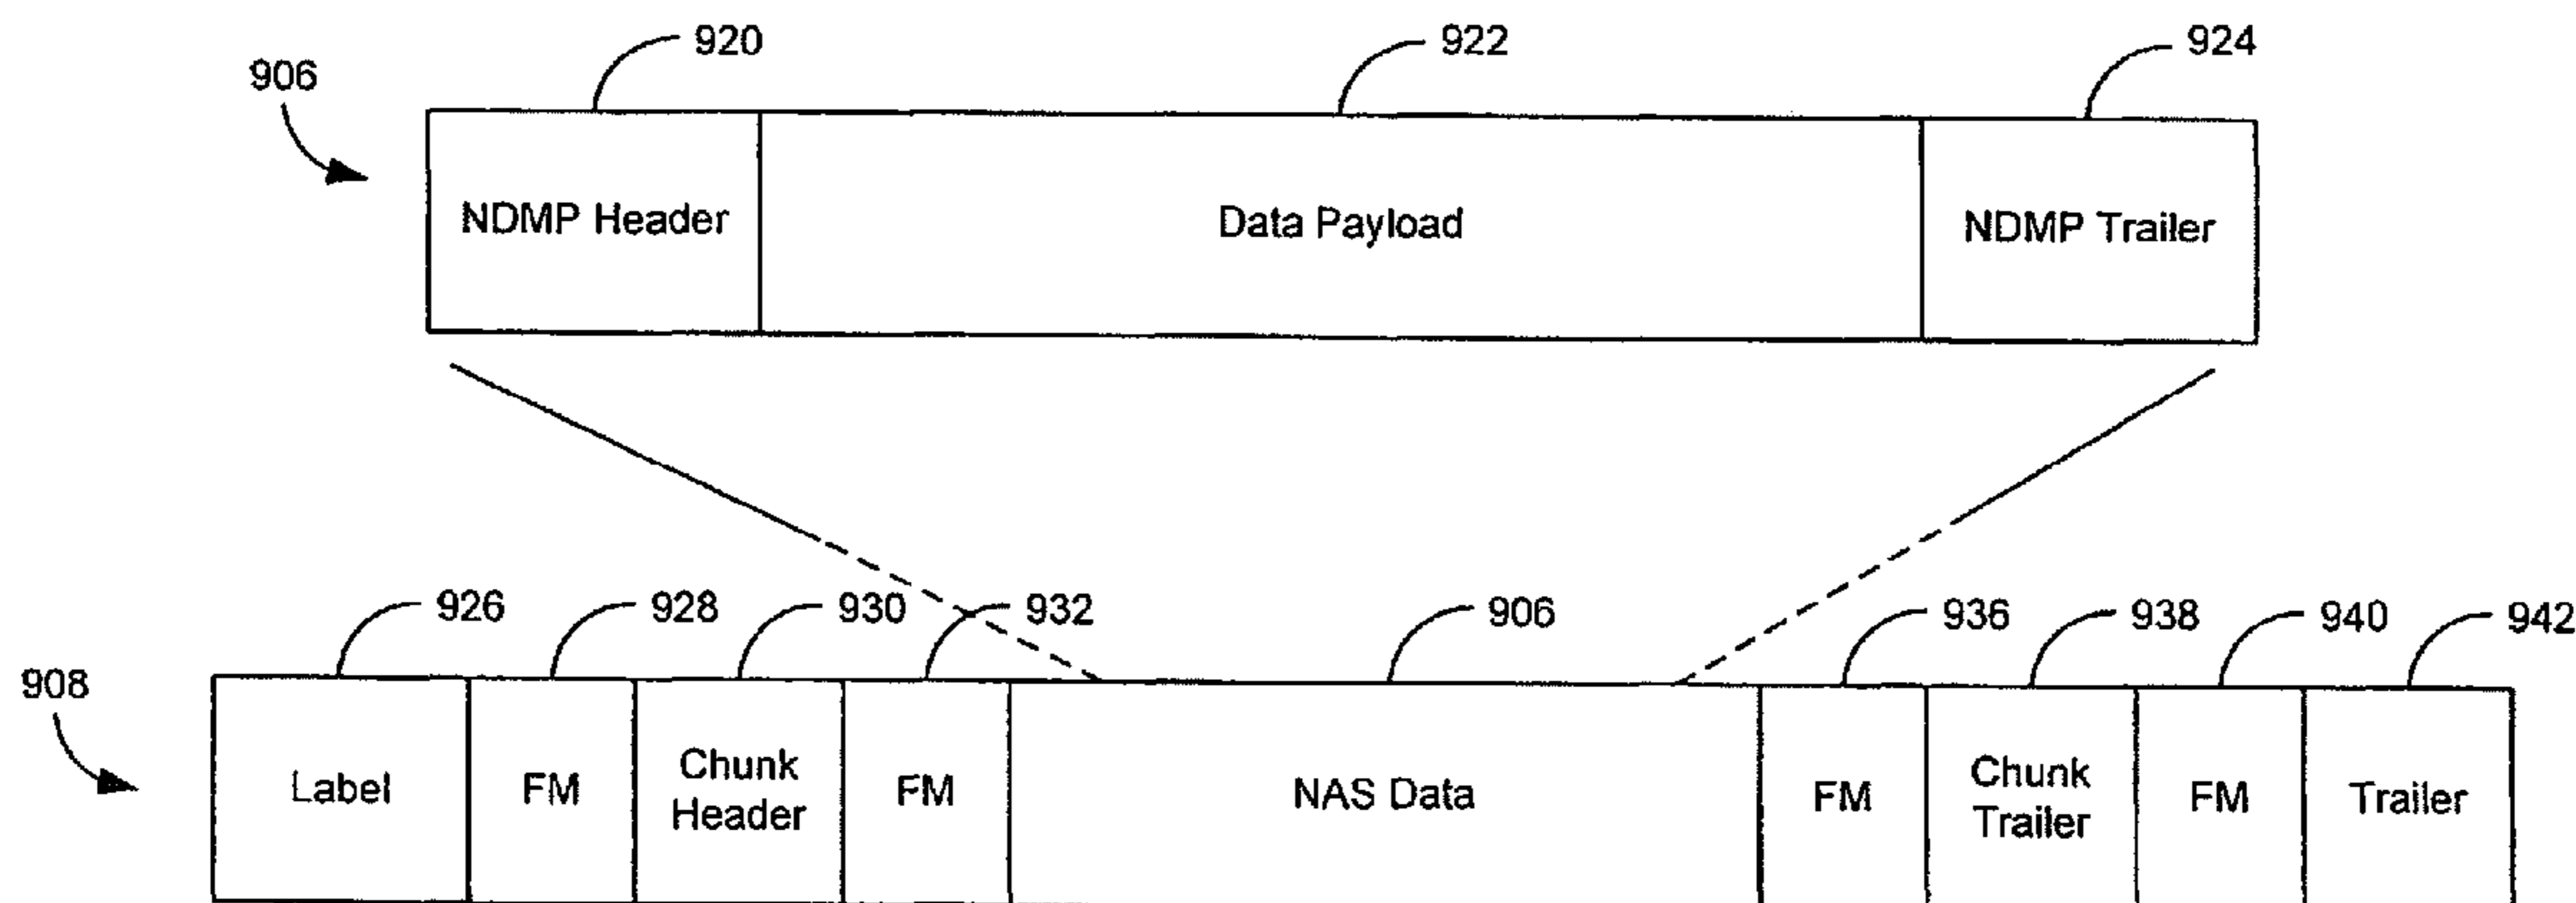 920
922
924
906
NDMP Header
Data Payload
NDMP Trailer
926
928
930
932
906
936
938
940
942
908
Label
FM
Chunk
Header
FM
NAS Data
FM
Chunk
Trailer
FM
Trailer